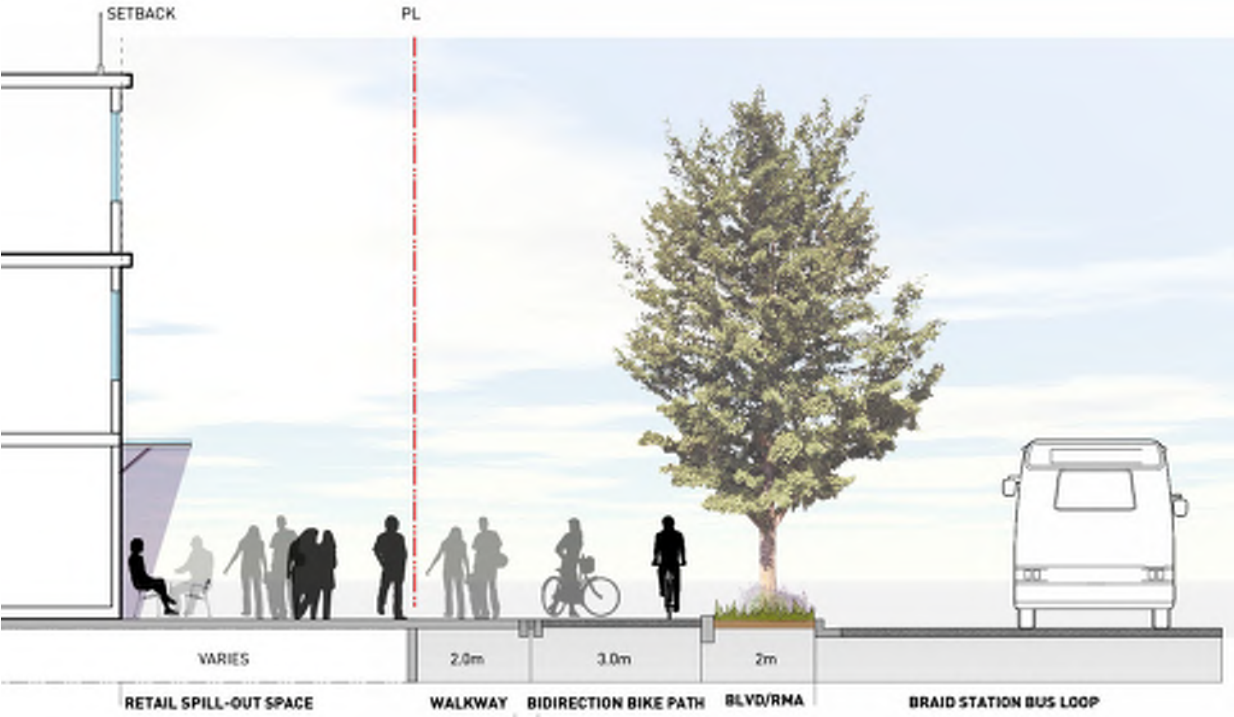 SETBACK
PL
VARIES
2.0m
3.0m
2m
RETAIL SPILL-OUT SPACE
WALKWAY
BIDIRECTION BIKE PATH
BLVD/RMA
BRAID STATION BUS LOOP